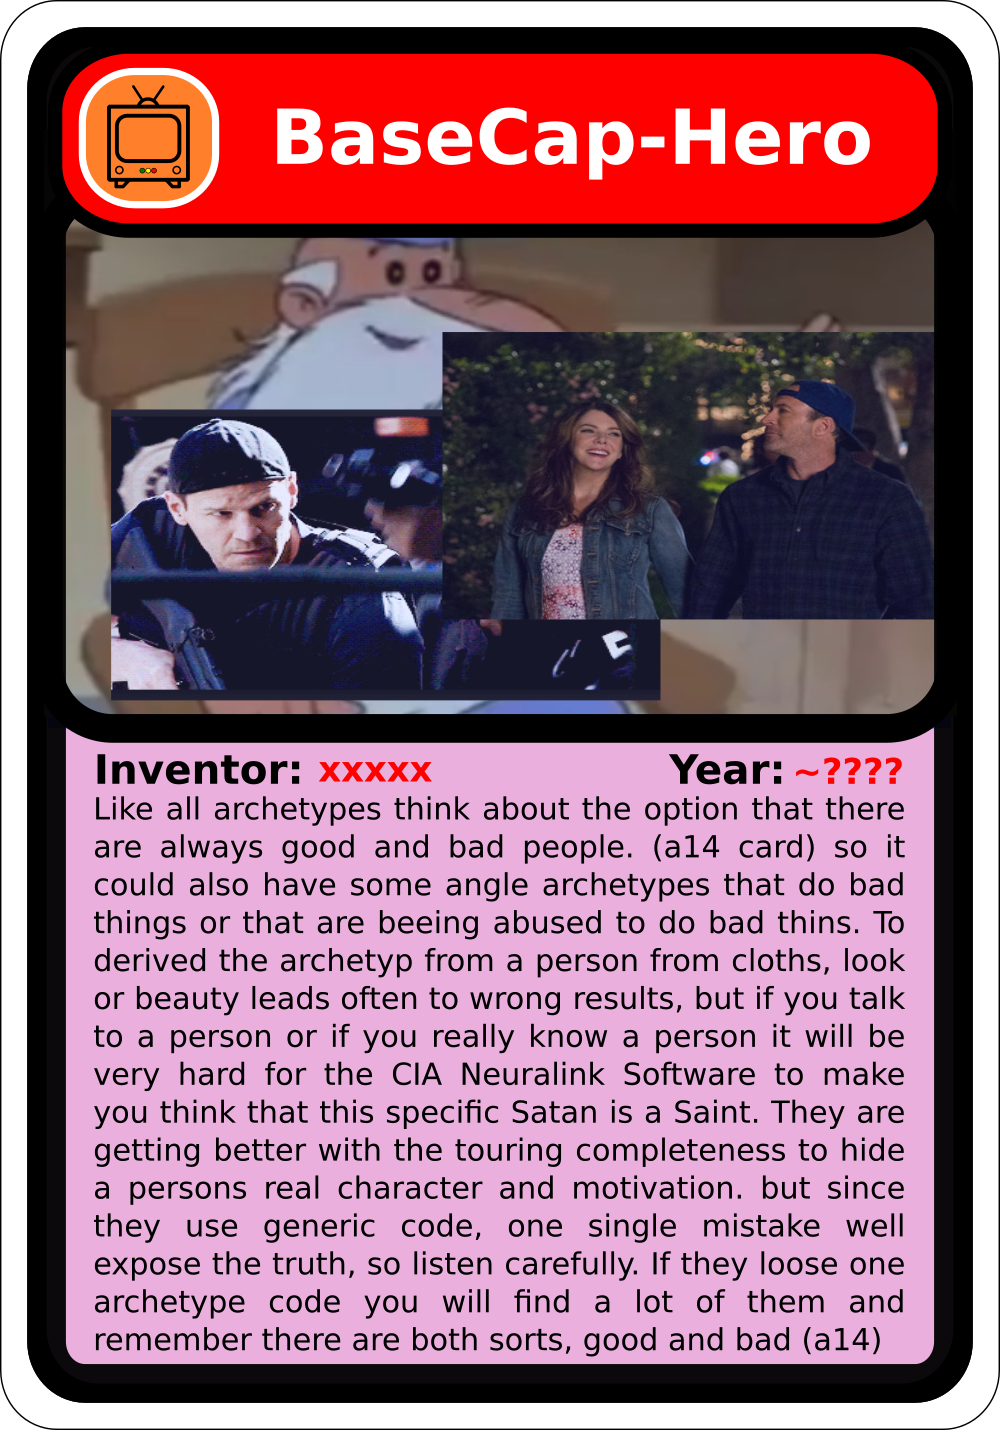 BaseCap-Hero
Inventor: xxxxx Year: ~????
Like all archetypes think about the option that there
are always good and bad people. (a14 card) so it
could also have some angle archetypes that do bad
things or that are beeing abused to do bad thins. To
derived the archetyp from a person from cloths, look
or beauty leads often to wrong results, but if you talk
to a person or if you really know a person it will be
very hard for the CIA Neuralink Software to make
you think that this specific Satan is a Saint. They are
getting better with the touring completeness to hide
a persons real character and motivation. but since
they use generic code, one single mistake well
expose the truth, so listen carefully. If they loose one
archetype code you will find a lot of them and
remember there are both sorts, good and bad (a14)